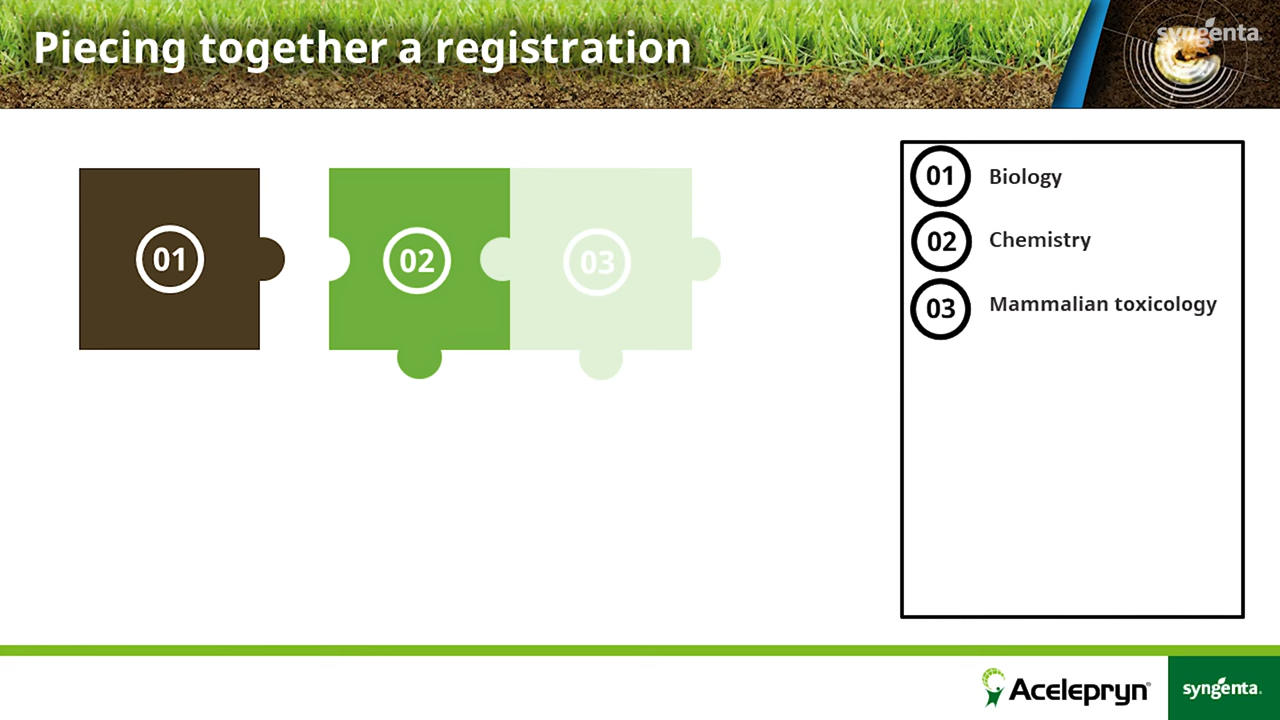 Piecing together a registration
syngenta.
01
02
03
01 Biology
02 Chemistry
03 Mammalian toxicology
Acelepryn®
syngenta.